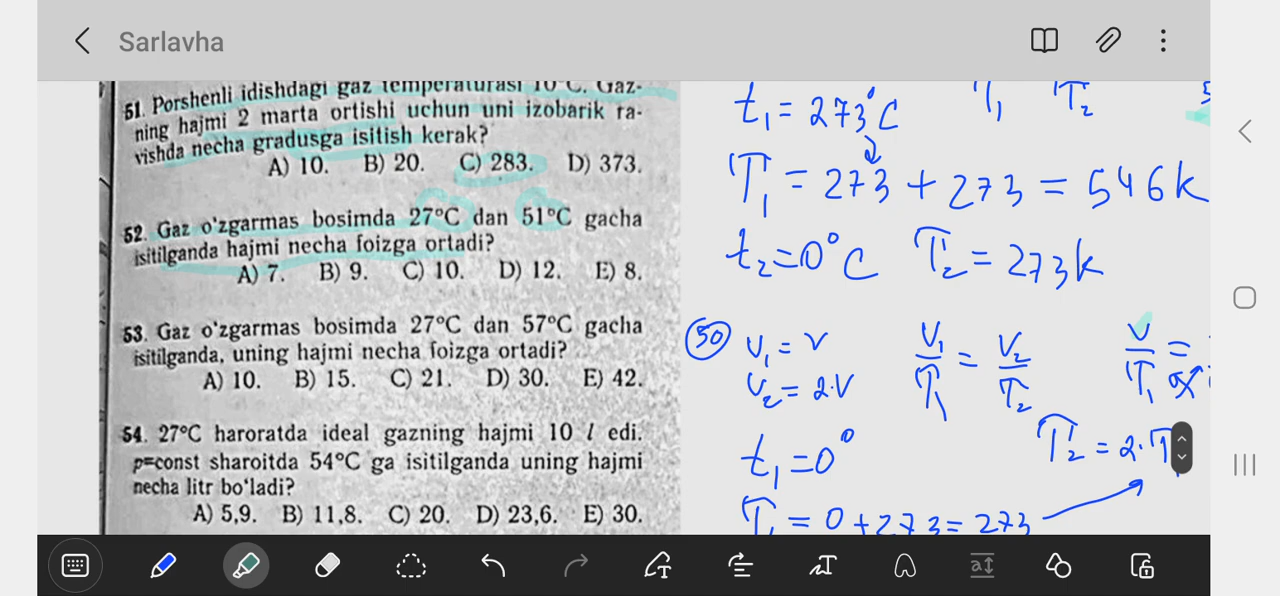 Sarlavha
51. Porshenli idishdagi gaz temperaturasi 10°C. Gaz-
ning hajmi 2 marta ortishi uchun uni izobarik ra-
vishda necha gradusga isitish kerak?
A) 10. B) 20. C) 283. D) 373.
52. Gaz o'zgarmas bosimda 27°C dan 51°C gacha
isitilganda hajmi necha foizga ortadi?
A) 7. B) 9. C) 10. D) 12. E) 8.
53. Gaz o'zgarmas bosimda 27°C dan 57°C gacha
isitilganda, uning hajmi necha foizga ortadi?
A) 10. B) 15. C) 21. D) 30. E) 42.
54. 27°C haroratda ideal gazning hajmi 10 l edi.
p=const sharoitda 54°C ga isitilganda uning hajmi
necha litr bo'ladi?
A) 5,9. B) 11,8. C) 20. D) 23,6. E) 30.
T₁ T₂
t₁ = 273°C
T₁ = 273 + 273 = 546k
t₂=0°C T₂ = 273k
50 V₁ = V V₁/T₁ = V₂/T₂ V/T₁ =
V₂ = 2·V
t₁=0° T₂ = 2·T
T₁ = 0+273=273